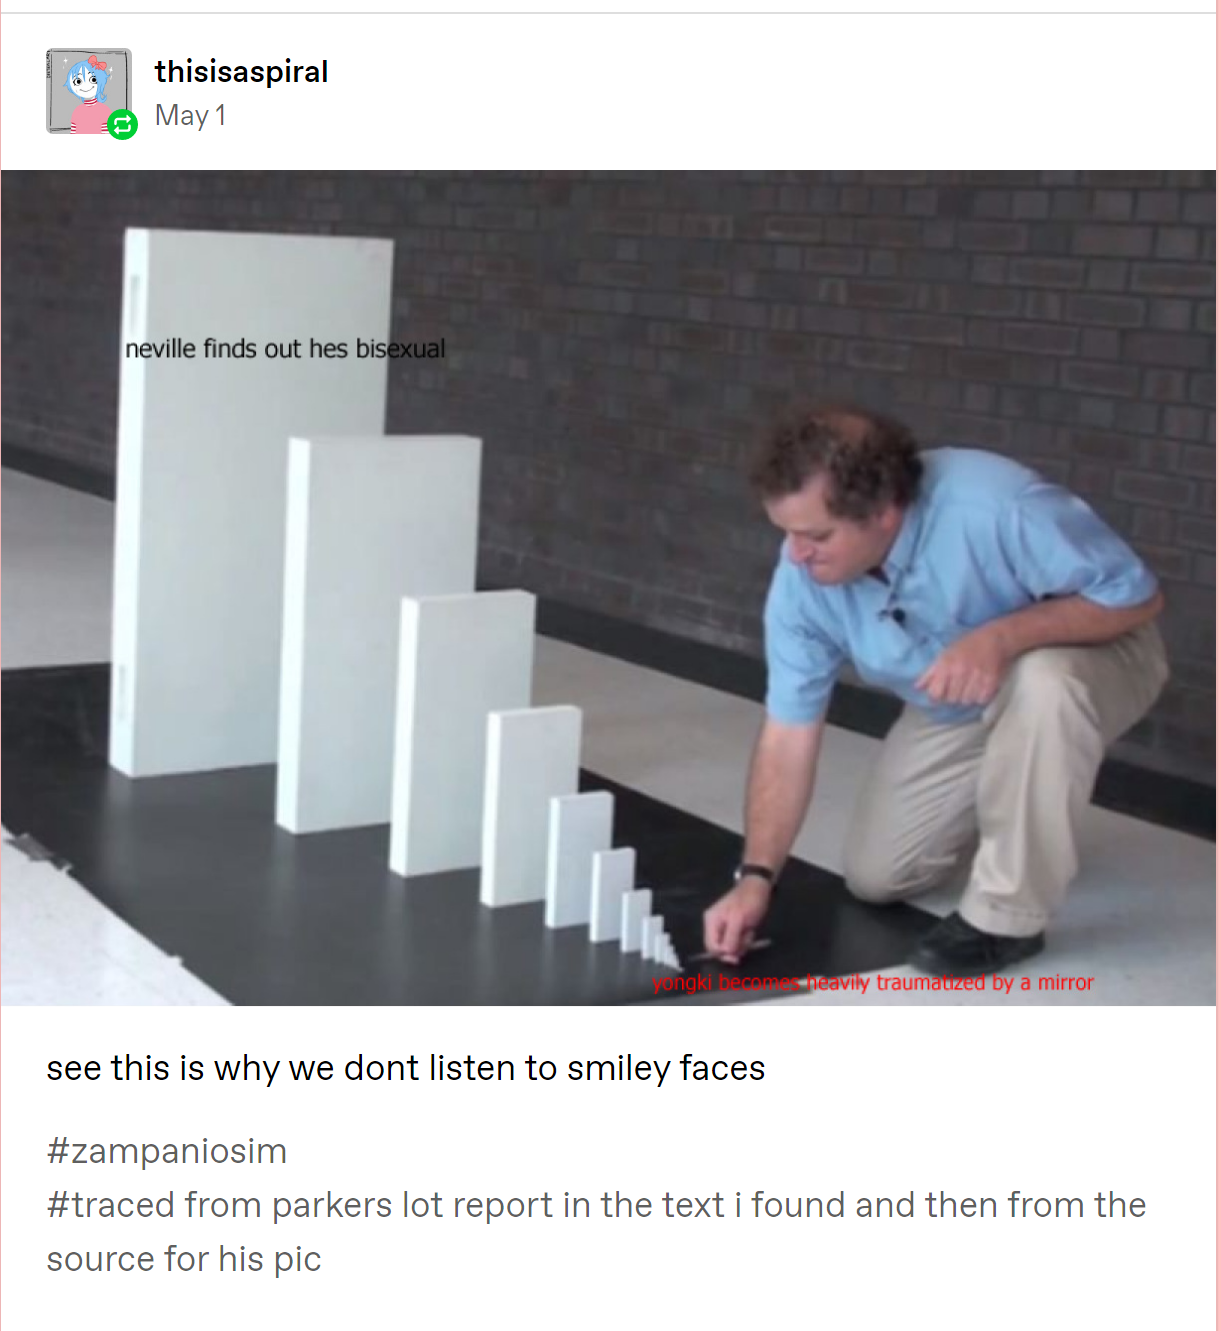 thisisaspiral
May 1
neville finds out hes bisexual
yongki becomes heavily traumatized by a mirror
see this is why we dont listen to smiley faces
#zampaniosim
#traced from parkers lot report in the text i found and then from the
source for his pic